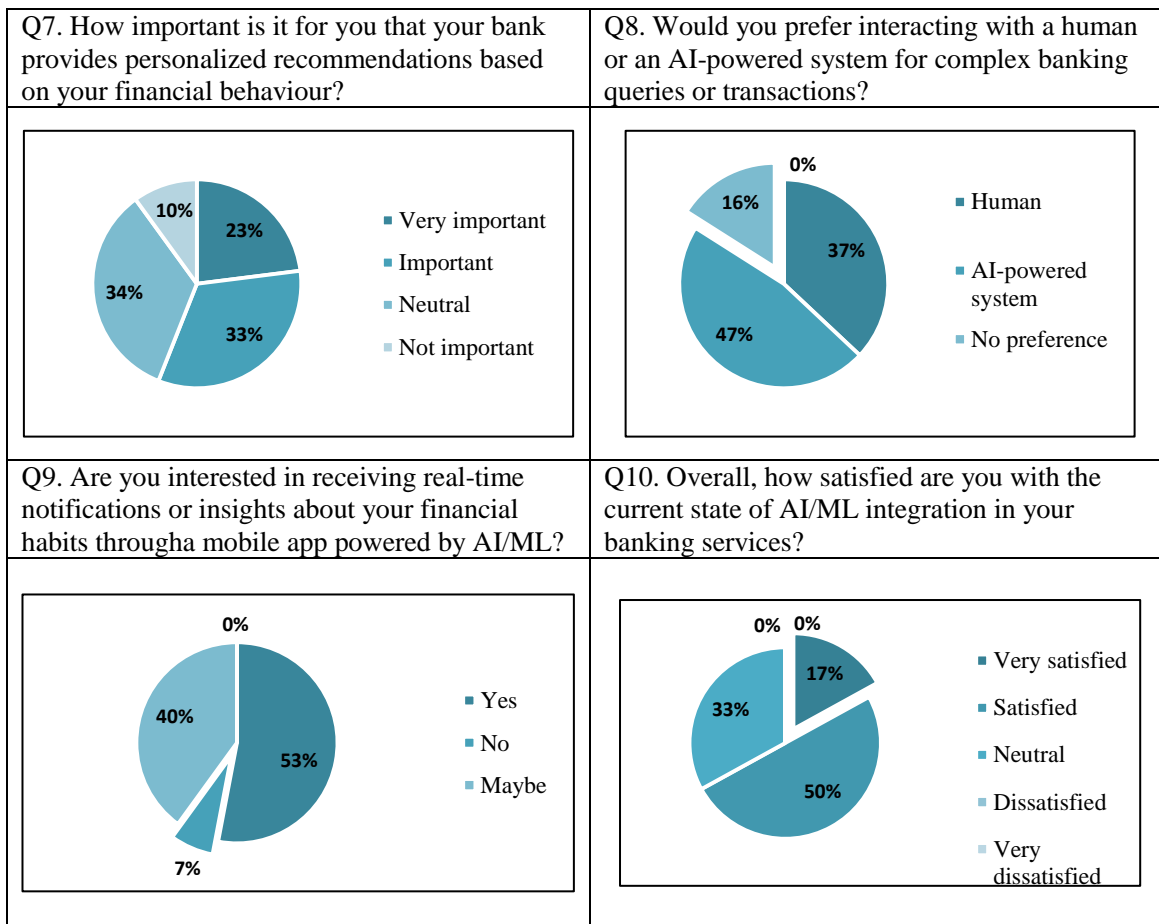 Q7. How important is it for you that your bank
provides personalized recommendations based
on your financial behaviour?
Q8. Would you prefer interacting with a human
or an AI-powered system for complex banking
queries or transactions?
23%
33%
34%
10%
Very important
Important
Neutral
Not important
0%
37%
47%
16%
Human
AI-powered
system
No preference
Q9. Are you interested in receiving real-time
notifications or insights about your financial
habits througha mobile app powered by AI/ML?
Q10. Overall, how satisfied are you with the
current state of AI/ML integration in your
banking services?
0%
53%
7%
40%
Yes
No
Maybe
0% 0%
17%
50%
33%
Very satisfied
Satisfied
Neutral
Dissatisfied
Very
dissatisfied